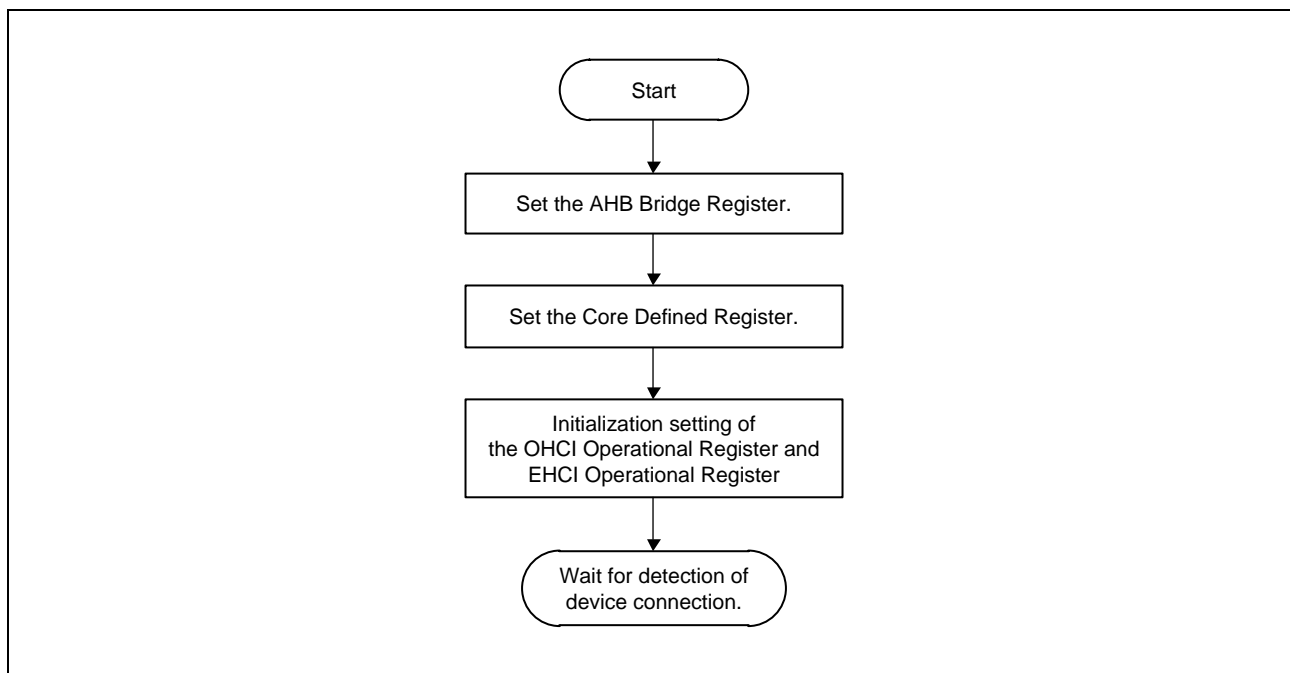 Start
Set the AHB Bridge Register.
Set the Core Defined Register.
Initialization setting of
the OHCI Operational Register and
EHCI Operational Register
Wait for detection of
device connection.